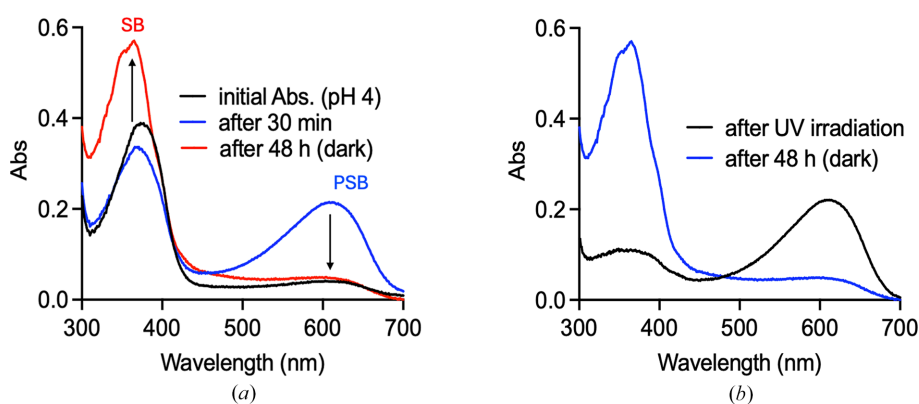 0.6
0.4
0.2
0.0
Abs
SB
initial Abs. (pH 4)
after 30 min
after 48 h (dark)
PSB
300 400 500 600 700
Wavelength (nm)
(a)
0.6
0.4
0.2
0.0
Abs
after UV irradiation
after 48 h (dark)
300 400 500 600 700
Wavelength (nm)
(b)